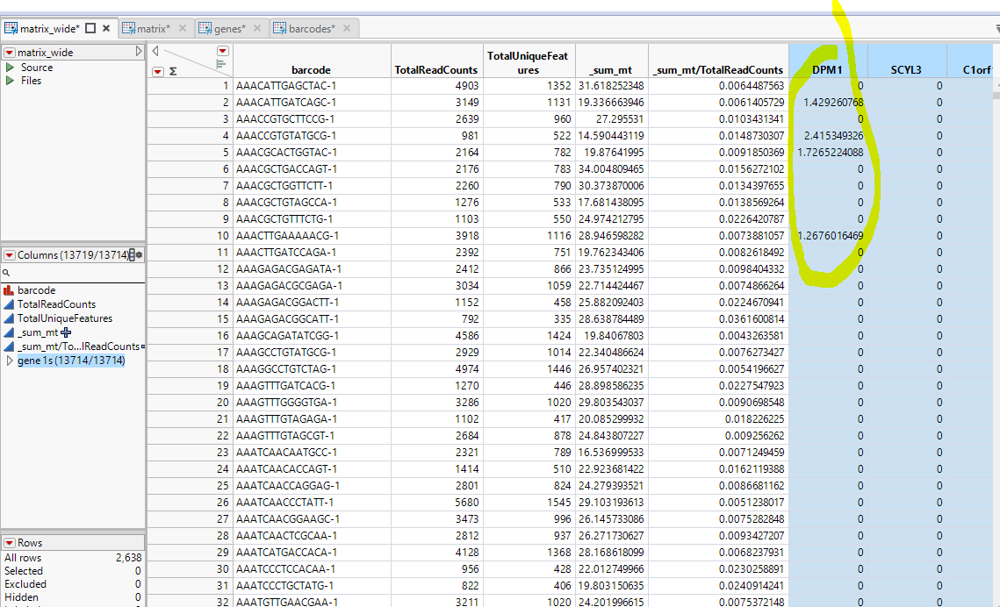 matrix_wide* matrix* genes* barcodes*
matrix_wide
Source
Files
Columns (13719/13714)
barcode
TotalReadCounts
TotalUniqueFeatures
_sum_mt
_sum_mt/To...lReadCounts
gene 1s (13714/13714)
Rows
All rows 2,638
Selected 0
Excluded 0
Hidden 0
barcode TotalReadCounts TotalUniqueFeat ures _sum_mt _sum_mt/TotalReadCounts DPM1 SCYL3 C1orf
1 AAACATTGAGCTAC-1 4903 1352 31.618252348 0.0064487563 0 0
2 AAACATTGATCAGC-1 3149 1131 19.336663946 0.0061405729 1.429260768 0
3 AAACCGTGCTTCCG-1 2639 960 27.295531 0.0103431341 0 0
4 AAACCGTGTATGCG-1 981 522 14.590443119 0.0148730307 2.415349326 0
5 AAACGCACTGGTAC-1 2164 782 19.87641995 0.0091850369 1.7265224088 0
6 AAACGCTGACCAGT-1 2176 783 34.004809465 0.0156272102 0 0
7 AAACGCTGGTTCTT-1 2260 790 30.373870006 0.0134397655 0 0
8 AAACGCTGTAGCCA-1 1276 533 17.681438095 0.0138569264 0 0
9 AAACGCTGTTTCTG-1 1103 550 24.974212795 0.0226420787 0 0
10 AAACTTGAAAAACG-1 3918 1116 28.946598282 0.0073881057 1.2676016469 0
11 AAACTTGATCCAGA-1 2392 751 19.762343406 0.0082618492 0 0
12 AAAGAGACGAGATA-1 2412 866 23.735124995 0.0098404332 0 0
13 AAAGAGACGCGAGA-1 3034 1059 22.714424467 0.0074866264 0 0
14 AAAGAGACGGACTT-1 1152 458 25.882092403 0.0224670941 0 0
15 AAAGAGACGGCATT-1 792 335 28.638784489 0.0361600814 0 0
16 AAAGCAGATATCGG-1 4586 1424 19.84067803 0.0043263581 0 0
17 AAAGCCTGTATGCG-1 2929 1014 22.340486624 0.0076273427 0 0
18 AAAGGCCTGTCTAG-1 4974 1446 26.957402321 0.0054196627 0 0
19 AAAGTTTGATCACG-1 1270 446 28.898586235 0.0227547923 0 0
20 AAAGTTTGGGGTGA-1 3286 1020 29.803543037 0.0090698548 0 0
21 AAAGTTTGTAGAGA-1 1102 417 20.085299932 0.018226225 0 0
22 AAAGTTTGTAGCGT-1 2684 878 24.843807227 0.009256262 0 0
23 AAATCAACAATGCC-1 2321 789 16.536999533 0.0071249459 0 0
24 AAATCAACACCAGT-1 1414 510 22.923681422 0.0162119388 0 0
25 AAATCAACCAGGAG-1 2801 824 24.279393521 0.0086681162 0 0
26 AAATCAACCCTATT-1 5680 1545 29.103193613 0.0051238017 0 0
27 AAATCAACGGAAGC-1 3473 996 26.145733086 0.0075282848 0 0
28 AAATCAACTCGCAA-1 2812 937 26.271730627 0.0093427207 0 0
29 AAATCATGACCACA-1 4128 1368 28.168618099 0.0068237931 0 0
30 AAATCCCTCCACAA-1 956 428 22.012749966 0.0230258891 0 0
31 AAATCCCTGCTATG-1 822 406 19.803150635 0.0240914241 0 0
32 AAATGTTGAACGAA-1 3211 1020 24.201996615 0.0075372148 0 0